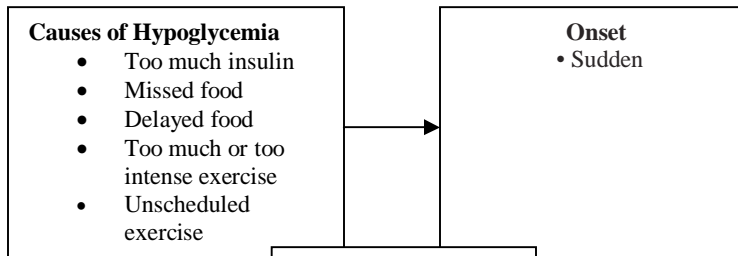 Causes of Hypoglycemia
• Too much insulin
• Missed food
• Delayed food
• Too much or too
intense exercise
• Unscheduled
exercise
Onset
• Sudden